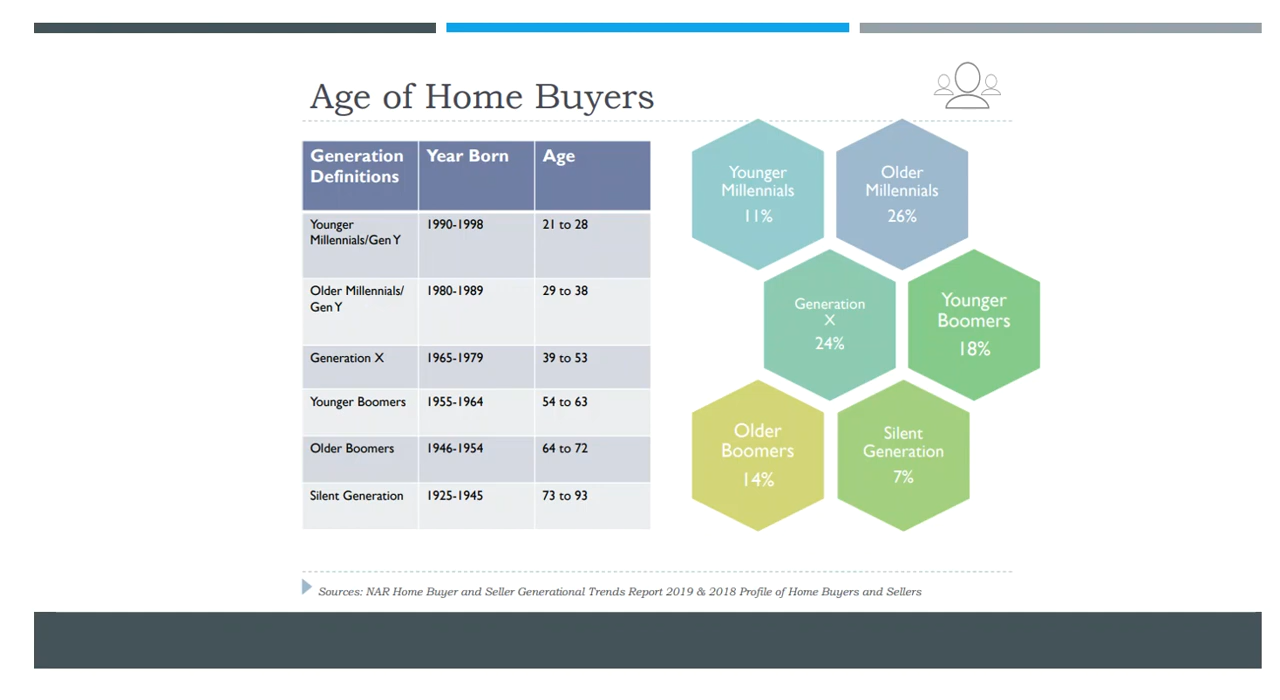 Age of Home Buyers
Generation Definitions	Year Born	Age
Younger Millennials/Gen Y	1990-1998	21 to 28
Older Millennials/ Gen Y	1980-1989	29 to 38
Generation X	1965-1979	39 to 53
Younger Boomers	1955-1964	54 to 63
Older Boomers	1946-1954	64 to 72
Silent Generation	1925-1945	73 to 93
Younger
Millennials
11%
Older
Millennials
26%
Generation
X
24%
Younger
Boomers
18%
Older
Boomers
14%
Silent
Generation
7%
Sources: NAR Home Buyer and Seller Generational Trends Report 2019 & 2018 Profile of Home Buyers and Sellers